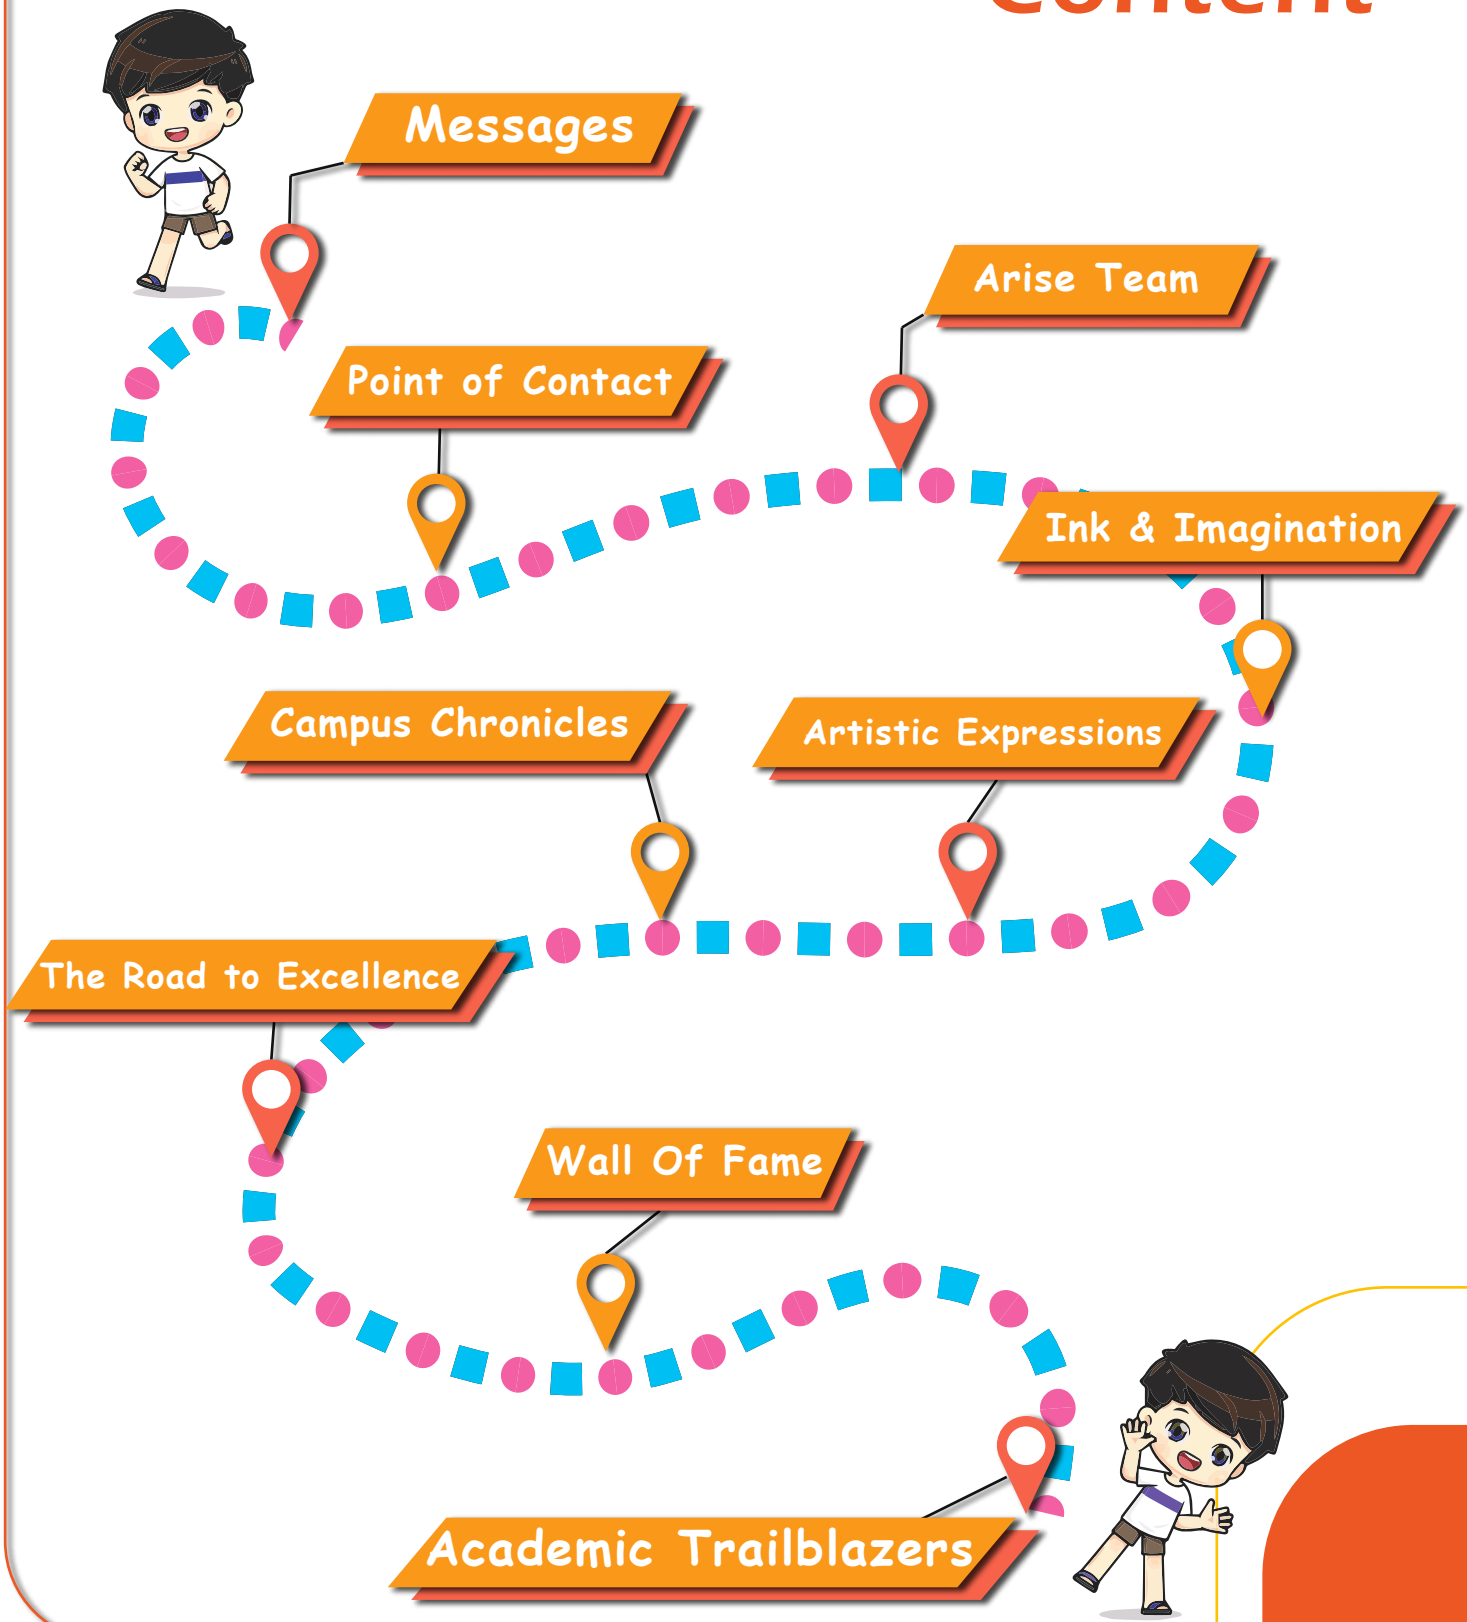 Content
Messages
Arise Team
Point of Contact
Ink & Imagination
Campus Chronicles
Artistic Expressions
The Road to Excellence
Wall Of Fame
Academic Trailblazers